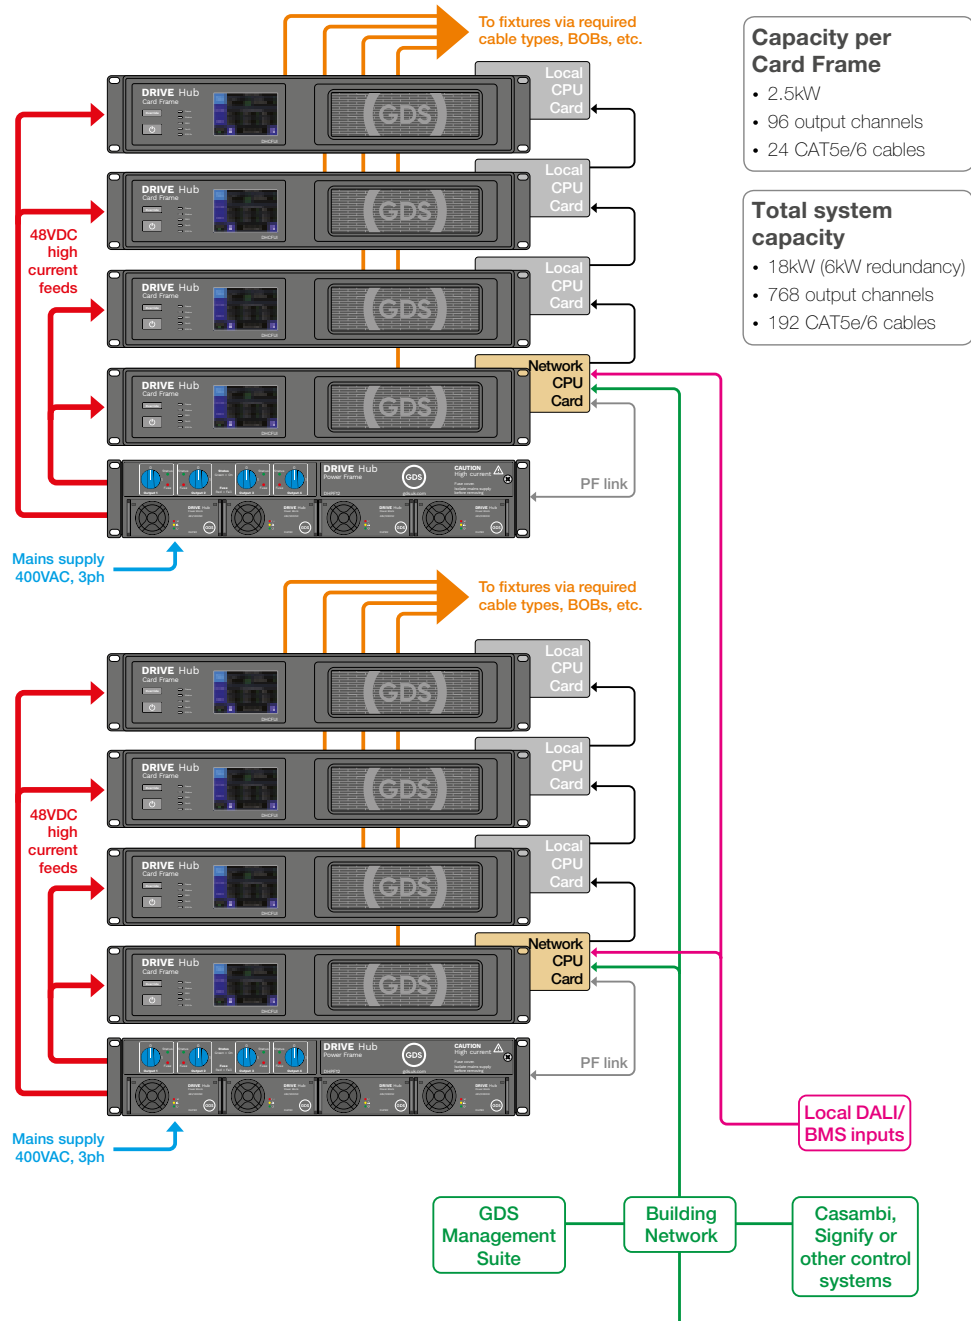 To fixtures via required
cable types, BOBs, etc.
Capacity per
Card Frame
• 2.5kW
• 96 output channels
• 24 CAT5e/6 cables
Total system
capacity
• 18kW (6kW redundancy)
• 768 output channels
• 192 CAT5e/6 cables
DRIVE Hub
Card Frame
GDS
Local
CPU
Card
DRIVE Hub
Card Frame
GDS
Local
CPU
Card
48VDC
high
current
feeds
DRIVE Hub
Card Frame
GDS
Local
CPU
Card
DRIVE Hub
Card Frame
GDS
Network
CPU
Card
DRIVE Hub
Power Frame
GDS
CAUTION
High current
PF link
Mains supply
400VAC, 3ph
To fixtures via required
cable types, BOBs, etc.
DRIVE Hub
Card Frame
GDS
Local
CPU
Card
DRIVE Hub
Card Frame
GDS
Local
CPU
Card
48VDC
high
current
feeds
DRIVE Hub
Card Frame
GDS
Local
CPU
Card
DRIVE Hub
Card Frame
GDS
Network
CPU
Card
DRIVE Hub
Power Frame
GDS
CAUTION
High current
PF link
Mains supply
400VAC, 3ph
Local DALI/
BMS inputs
GDS
Management
Suite
Building
Network
Casambi,
Signify or
other control
systems